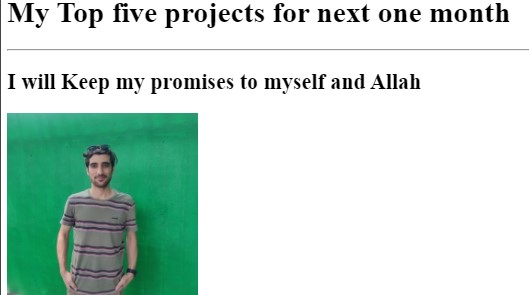 My Top five projects for next one month
I will Keep my promises to myself and Allah